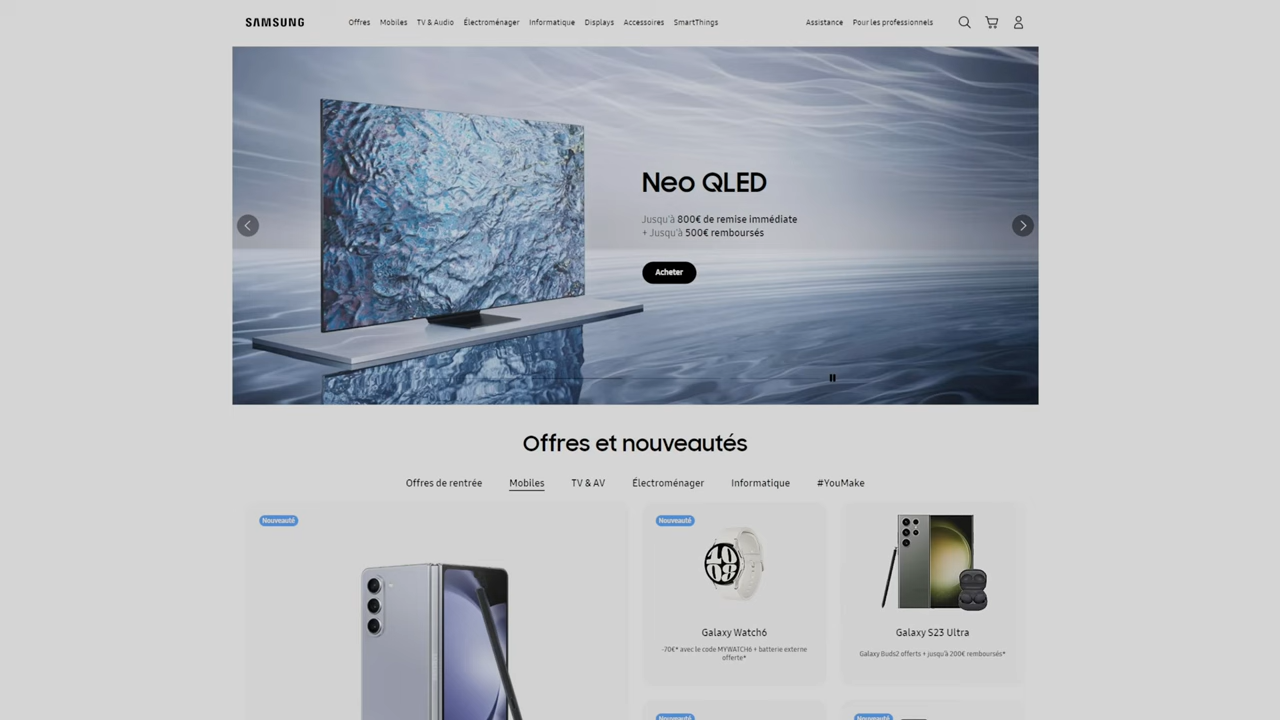 SAMSUNG
Offres Mobiles TV & Audio Électroménager Informatique Displays Accessoires SmartThings Assistance Pour les professionnels
Neo QLED
Jusqu'à 800€ de remise immédiate
+ Jusqu'à 500€ remboursés
Acheter
Offres et nouveautés
Offres de rentrée Mobiles TV & AV Électroménager Informatique #YouMake
Nouveauté
Nouveauté
Galaxy Watch6
-70€* avec le code MYWATCH6 + batterie externe
offerte*
Galaxy S23 Ultra
Galaxy Buds2 offerts + jusqu'à 200€ remboursés*
Nouveauté
Nouveauté